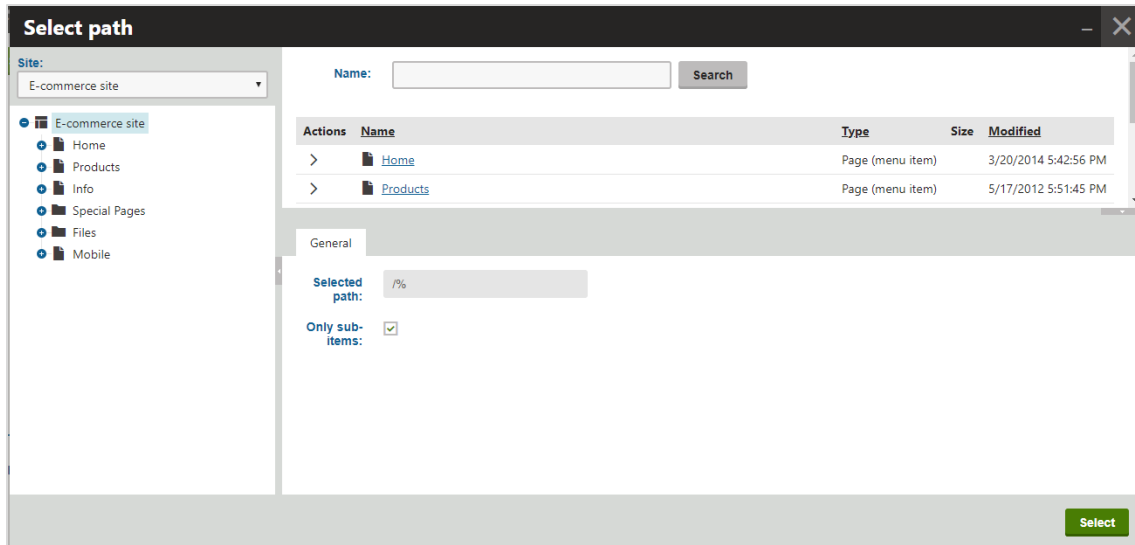 Select path
Site:
E-commerce site
E-commerce site
Home
Products
Info
Special Pages
Files
Mobile
Name:
Search
Actions Name Type Size Modified
Home Page (menu item) 3/20/2014 5:42:56 PM
Products Page (menu item) 5/17/2012 5:51:45 PM
General
Selected
path:
/%
Only sub-
items:
Select